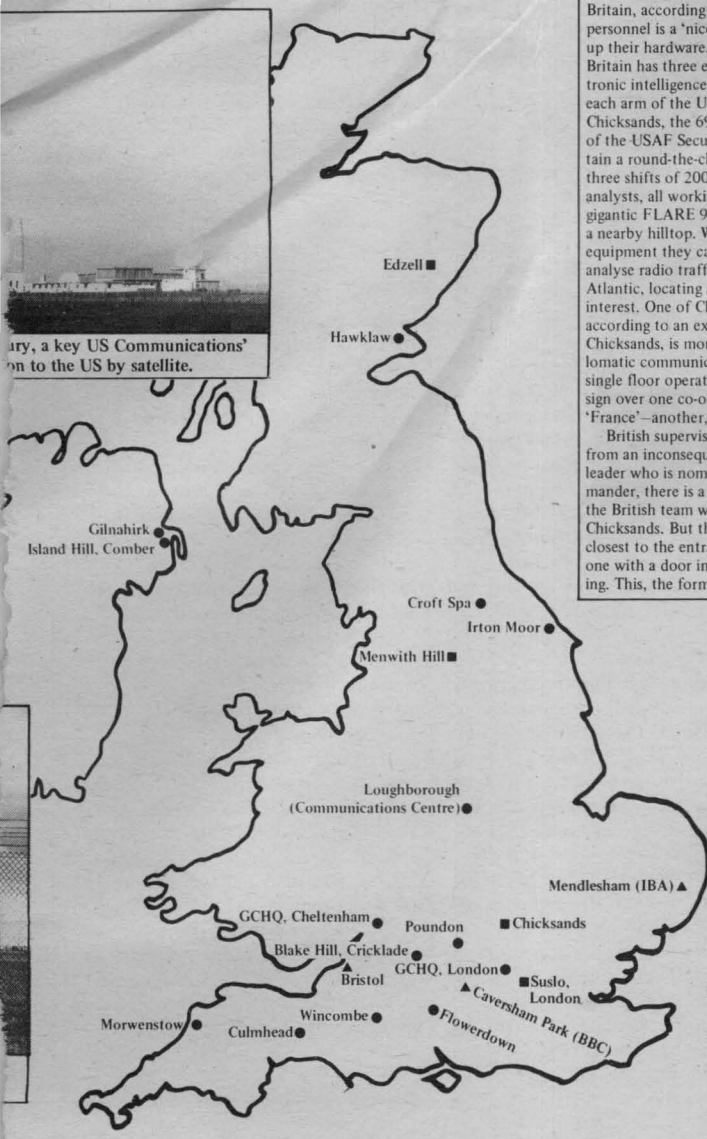 ury, a key US Communications'
on to the US by satellite.
Edzell
Hawklaw
Gilnahirk
Island Hill, Comber
Croft Spa
Irton Moor
Menwith Hill
Loughborough
(Communications Centre)
Mendlesham (IBA)
GCHQ, Cheltenham
Poundon
Chicksands
Blake Hill, Cricklade
Bristol
GCHQ, London
Suslo,
London
Caversham Park (BBC)
Morwenstow
Culmhead
Wincombe
Flowerdown
Britain, according
personnel is a 'nice
up their hardware.
Britain has three e
tronic intelligence
each arm of the U
Chicksands, the 69
of the USAF Secu
tain a round-the-cl
three shifts of 200
analysts, all worki
gigantic FLARE 9
a nearby hilltop. W
equipment they ca
analyse radio traff
Atlantic, locating
interest. One of Cl
according to an ex
Chicksands, is mor
lomatic communic
single floor operat
sign over one co-o
'France'—another,
British supervis
from an inconsequ
leader who is nom
mander, there is a
the British team w
Chicksands. But th
closest to the entr
one with a door in
ing. This, the form